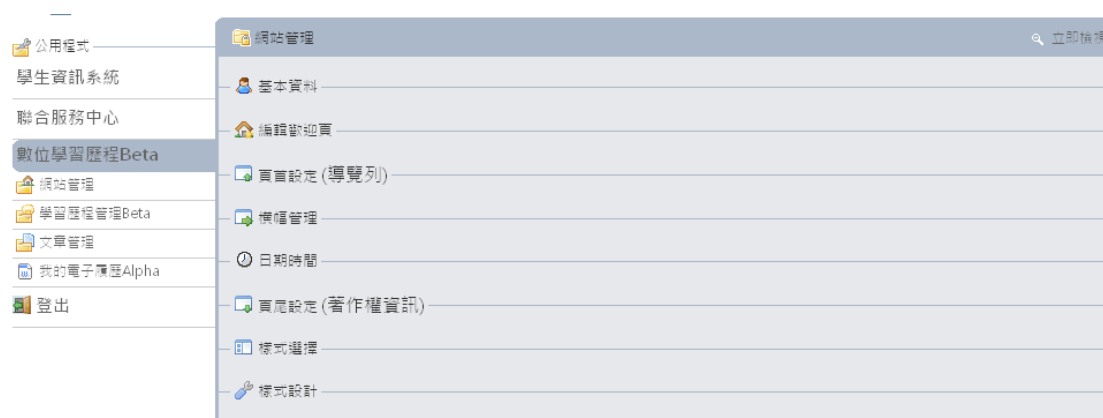 公用程式
學生資訊系統
聯合服務中心
數位學習歷程Beta
網站管理
學習歷程管理Beta
文章管理
我的電子履歷Alpha
登出
網站管理
立即檢視
基本資料
編輯歡迎頁
頁首設定(導覽列)
橫幅管理
日期時間
頁尾設定(著作權資訊)
樣式選擇
樣式設計